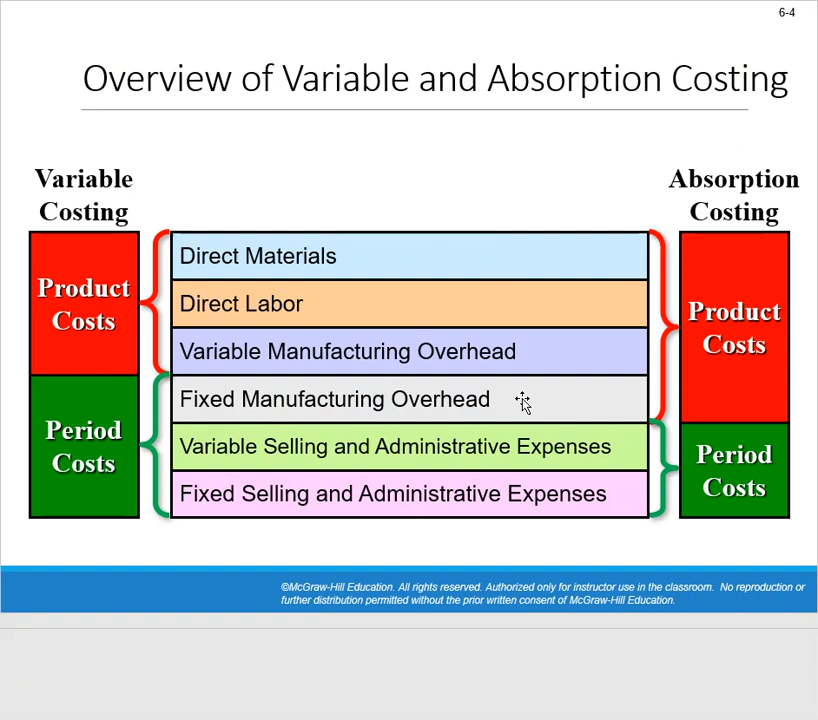 6-4
Overview of Variable and Absorption Costing
Variable
Costing
Absorption
Costing
Product
Costs
Period
Costs
Direct Materials
Direct Labor
Variable Manufacturing Overhead
Fixed Manufacturing Overhead
Variable Selling and Administrative Expenses
Fixed Selling and Administrative Expenses
Product
Costs
Period
Costs
©McGraw-Hill Education. All rights reserved. Authorized only for instructor use in the classroom. No reproduction or
further distribution permitted without the prior written consent of McGraw-Hill Education.